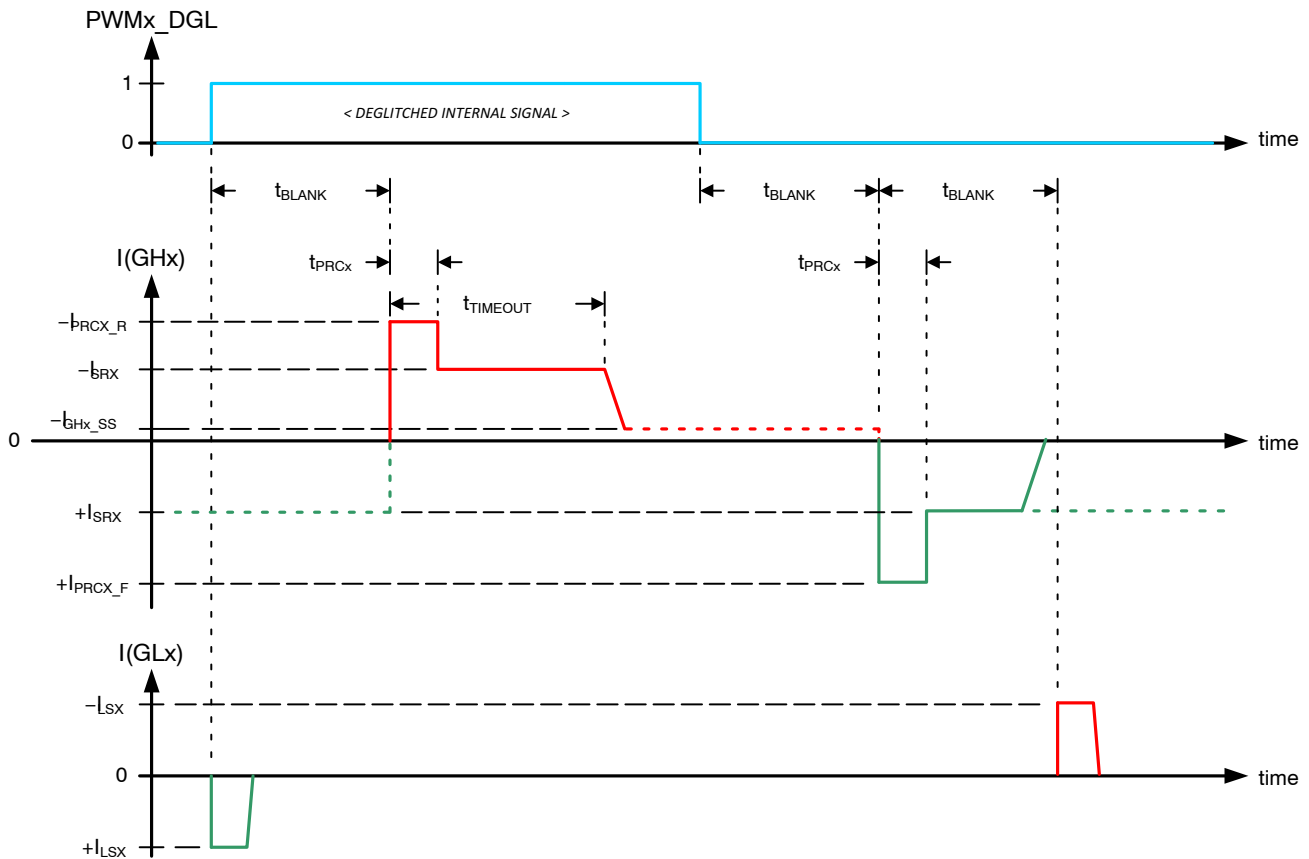 PWMx_DGL
1
< DEGLITCHED INTERNAL SIGNAL >
0
time
tBLANK
tBLANK
tBLANK
I(GHx)
tPRCx
tPRCx
tTIMEOUT
−IPRCX_R
−ISRX
−IGHx_SS
0
time
+ISRX
+IPRCX_F
I(GLx)
−ILSX
0
time
+ILSX